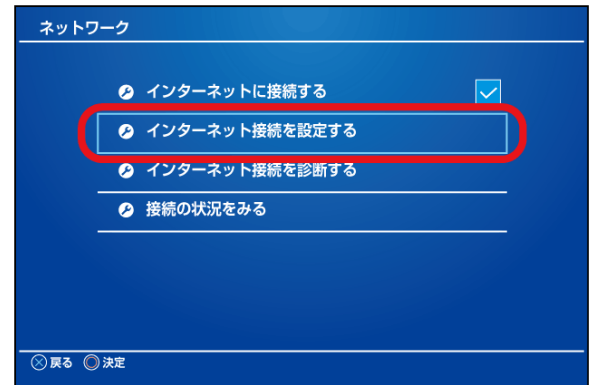 ネットワーク
インターネットに接続する
インターネット接続を設定する
インターネット接続を診断する
接続の状況をみる
戻る 決定